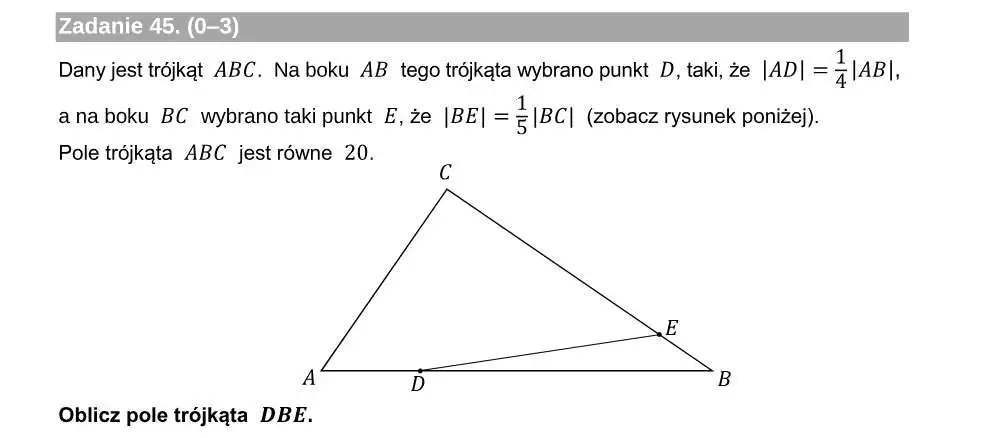 Zadanie 45. (0–3)
Dany jest trójkąt ABC. Na boku AB tego trójkąta wybrano punkt D, taki, że |AD| = 1/4 |AB|,
a na boku BC wybrano taki punkt E, że |BE| = 1/5 |BC| (zobacz rysunek poniżej).
Pole trójkąta ABC jest równe 20.
C
E
A
D
B
Oblicz pole trójkąta DBE.